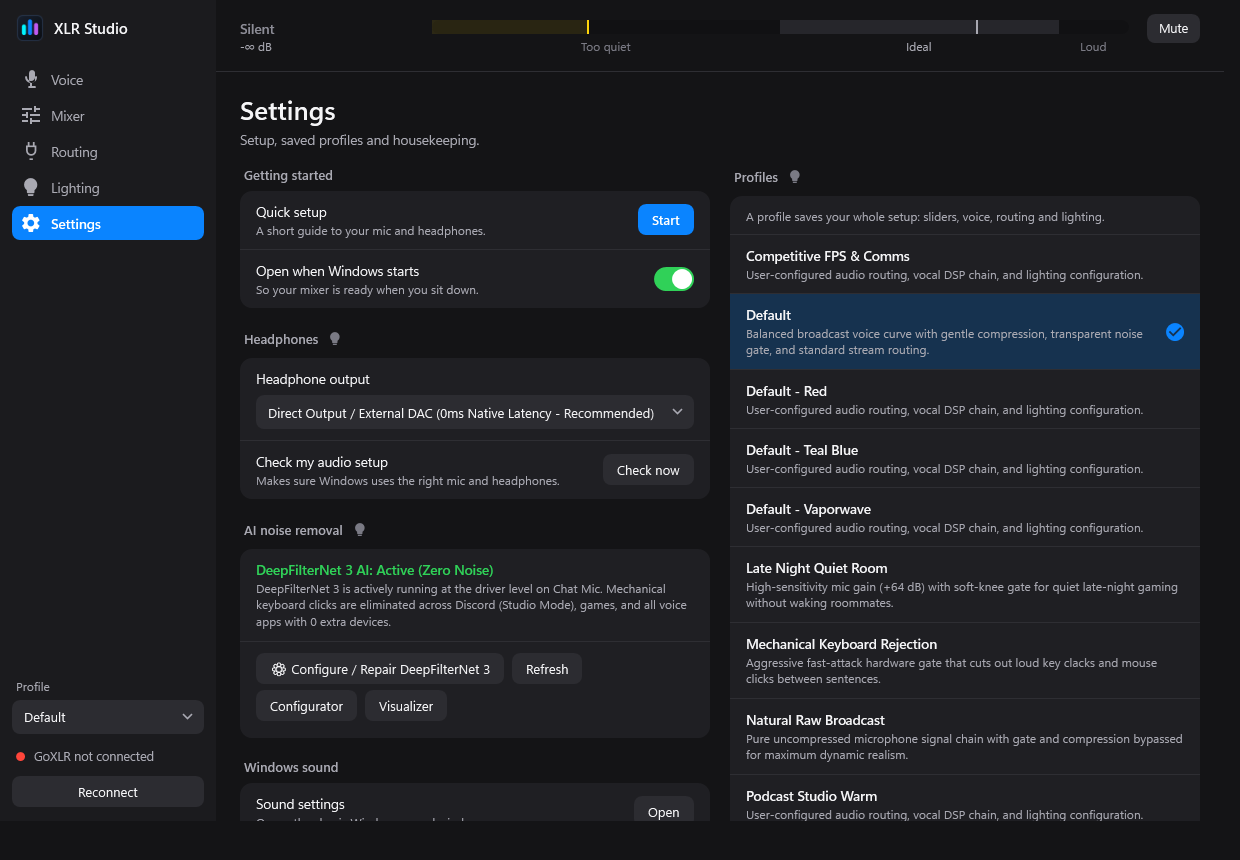 XLR Studio
Voice
Mixer
Routing
Lighting
Settings
Profile
Default
GoXLR not connected
Reconnect
Silent
-∞ dB
Too quiet
Ideal
Loud
Mute
Settings
Setup, saved profiles and housekeeping.
Getting started
Quick setup
A short guide to your mic and headphones.
Start
Open when Windows starts
So your mixer is ready when you sit down.
Headphones
Headphone output
Direct Output / External DAC (0ms Native Latency - Recommended)
Check my audio setup
Makes sure Windows uses the right mic and headphones.
Check now
AI noise removal
DeepFilterNet 3 AI: Active (Zero Noise)
DeepFilterNet 3 is actively running at the driver level on Chat Mic. Mechanical
keyboard clicks are eliminated across Discord (Studio Mode), games, and all voice
apps with 0 extra devices.
Configure / Repair DeepFilterNet 3
Refresh
Configurator
Visualizer
Windows sound
Sound settings
Open
Profiles
A profile saves your whole setup: sliders, voice, routing and lighting.
Competitive FPS & Comms
User-configured audio routing, vocal DSP chain, and lighting configuration.
Default
Balanced broadcast voice curve with gentle compression, transparent noise
gate, and standard stream routing.
Default - Red
User-configured audio routing, vocal DSP chain, and lighting configuration.
Default - Teal Blue
User-configured audio routing, vocal DSP chain, and lighting configuration.
Default - Vaporwave
User-configured audio routing, vocal DSP chain, and lighting configuration.
Late Night Quiet Room
High-sensitivity mic gain (+64 dB) with soft-knee gate for quiet late-night gaming
without waking roommates.
Mechanical Keyboard Rejection
Aggressive fast-attack hardware gate that cuts out loud key clacks and mouse
clicks between sentences.
Natural Raw Broadcast
Pure uncompressed microphone signal chain with gate and compression bypassed
for maximum dynamic realism.
Podcast Studio Warm
User-configured audio routing, vocal DSP chain, and lighting configuration.